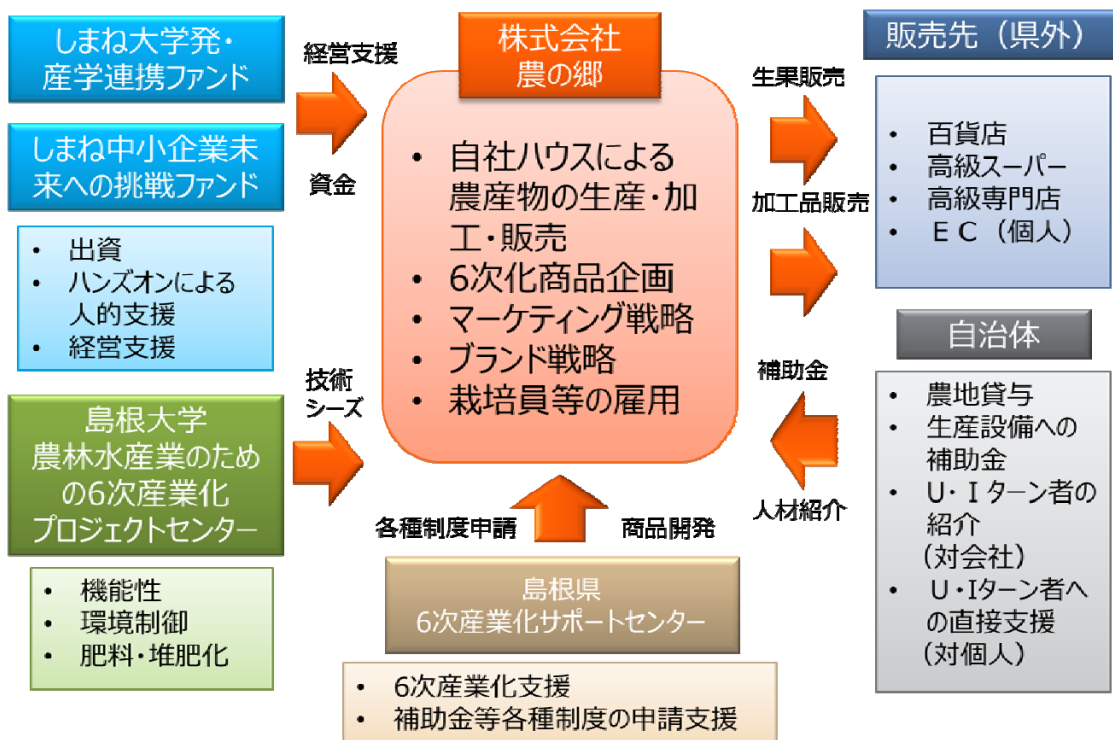 しまね大学発・
産学連携ファンド
しまね中小企業未
来への挑戦ファンド
• 出資
• ハンズオンによる
人的支援
• 経営支援
島根大学
農林水産業のため
の6次産業化
プロジェクトセンター
• 機能性
• 環境制御
• 肥料・堆肥化
経営支援
資金
技術
シーズ
株式会社
農の郷
• 自社ハウスによる
農産物の生産・加
工・販売
• 6次化商品企画
• マーケティング戦略
• ブランド戦略
• 栽培員等の雇用
各種制度申請
商品開発
島根県
6次産業化サポートセンター
• 6次産業化支援
• 補助金等各種制度の申請支援
生果販売
加工品販売
補助金
人材紹介
販売先（県外）
• 百貨店
• 高級スーパー
• 高級専門店
• ＥＣ（個人）
自治体
• 農地貸与
• 生産設備への
補助金
• U・Ｉターン者の
紹介
（対会社）
• U・Iターン者へ
の直接支援
（対個人）